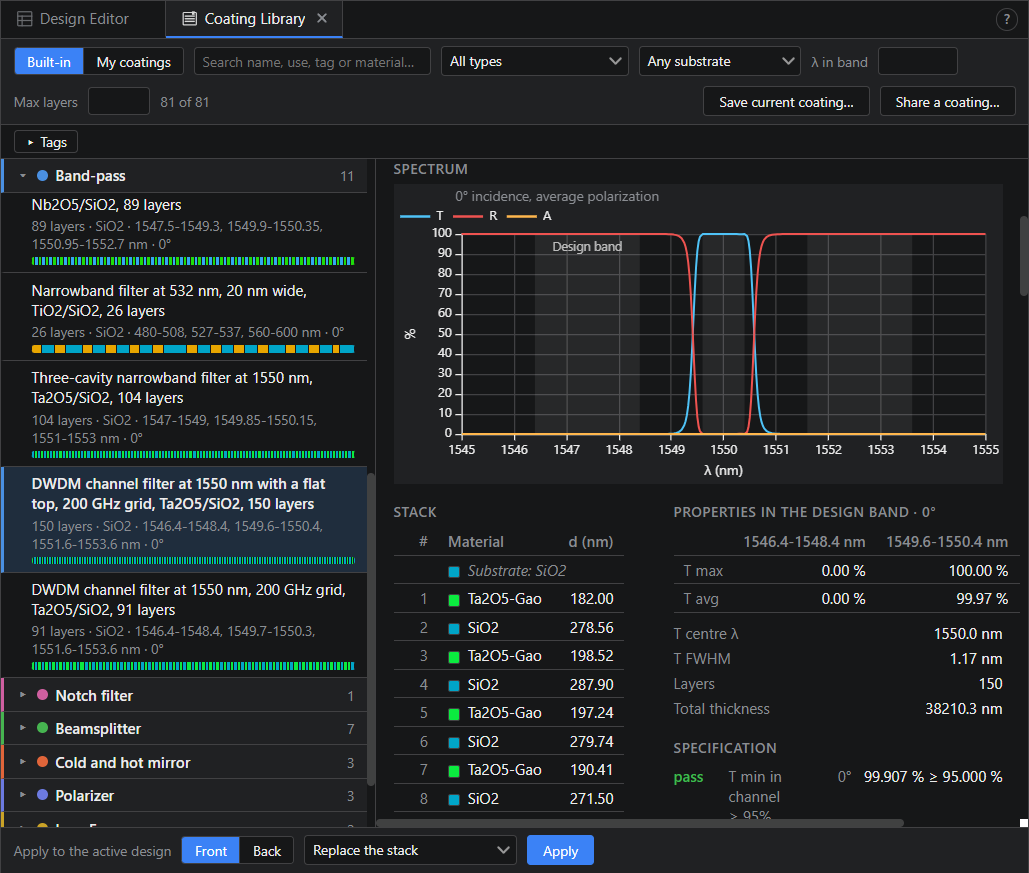 Design Editor
Coating Library
?
Built-in
My coatings
Search name, use, tag or material...
All types
Any substrate
λ in band
Max layers
81 of 81
Save current coating...
Share a coating...
Tags
Band-pass 11
Nb2O5/SiO2, 89 layers
89 layers · SiO2 · 1547.5-1549.3, 1549.9-1550.35,
1550.95-1552.7 nm · 0°
Narrowband filter at 532 nm, 20 nm wide,
TiO2/SiO2, 26 layers
26 layers · SiO2 · 480-508, 527-537, 560-600 nm · 0°
Three-cavity narrowband filter at 1550 nm,
Ta2O5/SiO2, 104 layers
104 layers · SiO2 · 1547-1549, 1549.85-1550.15,
1551-1553 nm · 0°
DWDM channel filter at 1550 nm with a flat
top, 200 GHz grid, Ta2O5/SiO2, 150 layers
150 layers · SiO2 · 1546.4-1548.4, 1549.6-1550.4,
1551.6-1553.6 nm · 0°
DWDM channel filter at 1550 nm, 200 GHz grid,
Ta2O5/SiO2, 91 layers
91 layers · SiO2 · 1546.4-1548.4, 1549.7-1550.3,
1551.6-1553.6 nm · 0°
Notch filter 1
Beamsplitter 7
Cold and hot mirror 3
Polarizer 3
SPECTRUM
0° incidence, average polarization
T R A
Design band
100
90
80
70
60
50
40
30
20
10
0
%
1545 1546 1547 1548 1549 1550 1551 1552 1553 1554 1555
λ (nm)
STACK
# Material d (nm)
Substrate: SiO2
1 Ta2O5-Gao 182.00
2 SiO2 278.56
3 Ta2O5-Gao 198.52
4 SiO2 287.90
5 Ta2O5-Gao 197.24
6 SiO2 279.74
7 Ta2O5-Gao 190.41
8 SiO2 271.50
PROPERTIES IN THE DESIGN BAND · 0°
1546.4-1548.4 nm 1549.6-1550.4 nm
T max 0.00 % 100.00 %
T avg 0.00 % 99.97 %
T centre λ 1550.0 nm
T FWHM 1.17 nm
Layers 150
Total thickness 38210.3 nm
SPECIFICATION
pass T min in 0° 99.907 % ≥ 95.000 %
channel
≥ 95%
Apply to the active design
Front
Back
Replace the stack
Apply